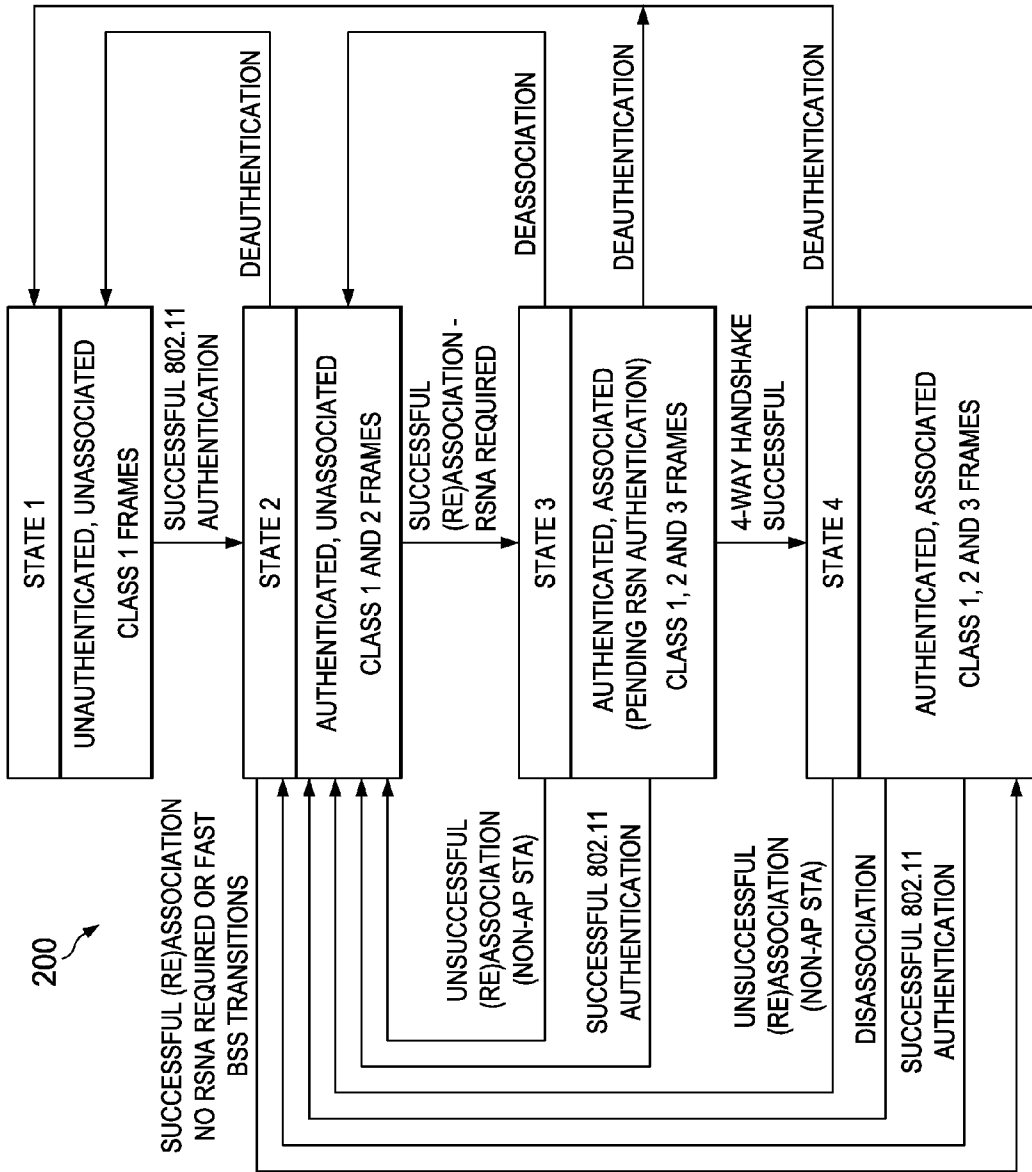 200
STATE 1
UNAUTHENTICATED, UNASSOCIATED
CLASS 1 FRAMES
SUCCESSFUL 802.11
AUTHENTICATION
DEAUTHENTICATION
SUCCESSFUL (RE)ASSOCIATION
NO RSNA REQUIRED OR FAST
BSS TRANSITIONS
STATE 2
AUTHENTICATED, UNASSOCIATED
CLASS 1 AND 2 FRAMES
SUCCESSFUL
(RE)ASSOCIATION -
RSNA REQUIRED
DEASSOCIATION
UNSUCCESSFUL
(RE)ASSOCIATION
(NON-AP STA)
SUCCESSFUL 802.11
AUTHENTICATION
STATE 3
AUTHENTICATED, ASSOCIATED
(PENDING RSN AUTHENTICATION)
CLASS 1, 2 AND 3 FRAMES
DEAUTHENTICATION
4-WAY HANDSHAKE
SUCCESSFUL
UNSUCCESSFUL
(RE)ASSOCIATION
(NON-AP STA)
DISASSOCIATION
SUCCESSFUL 802.11
AUTHENTICATION
STATE 4
AUTHENTICATED, ASSOCIATED
CLASS 1, 2 AND 3 FRAMES
DEAUTHENTICATION